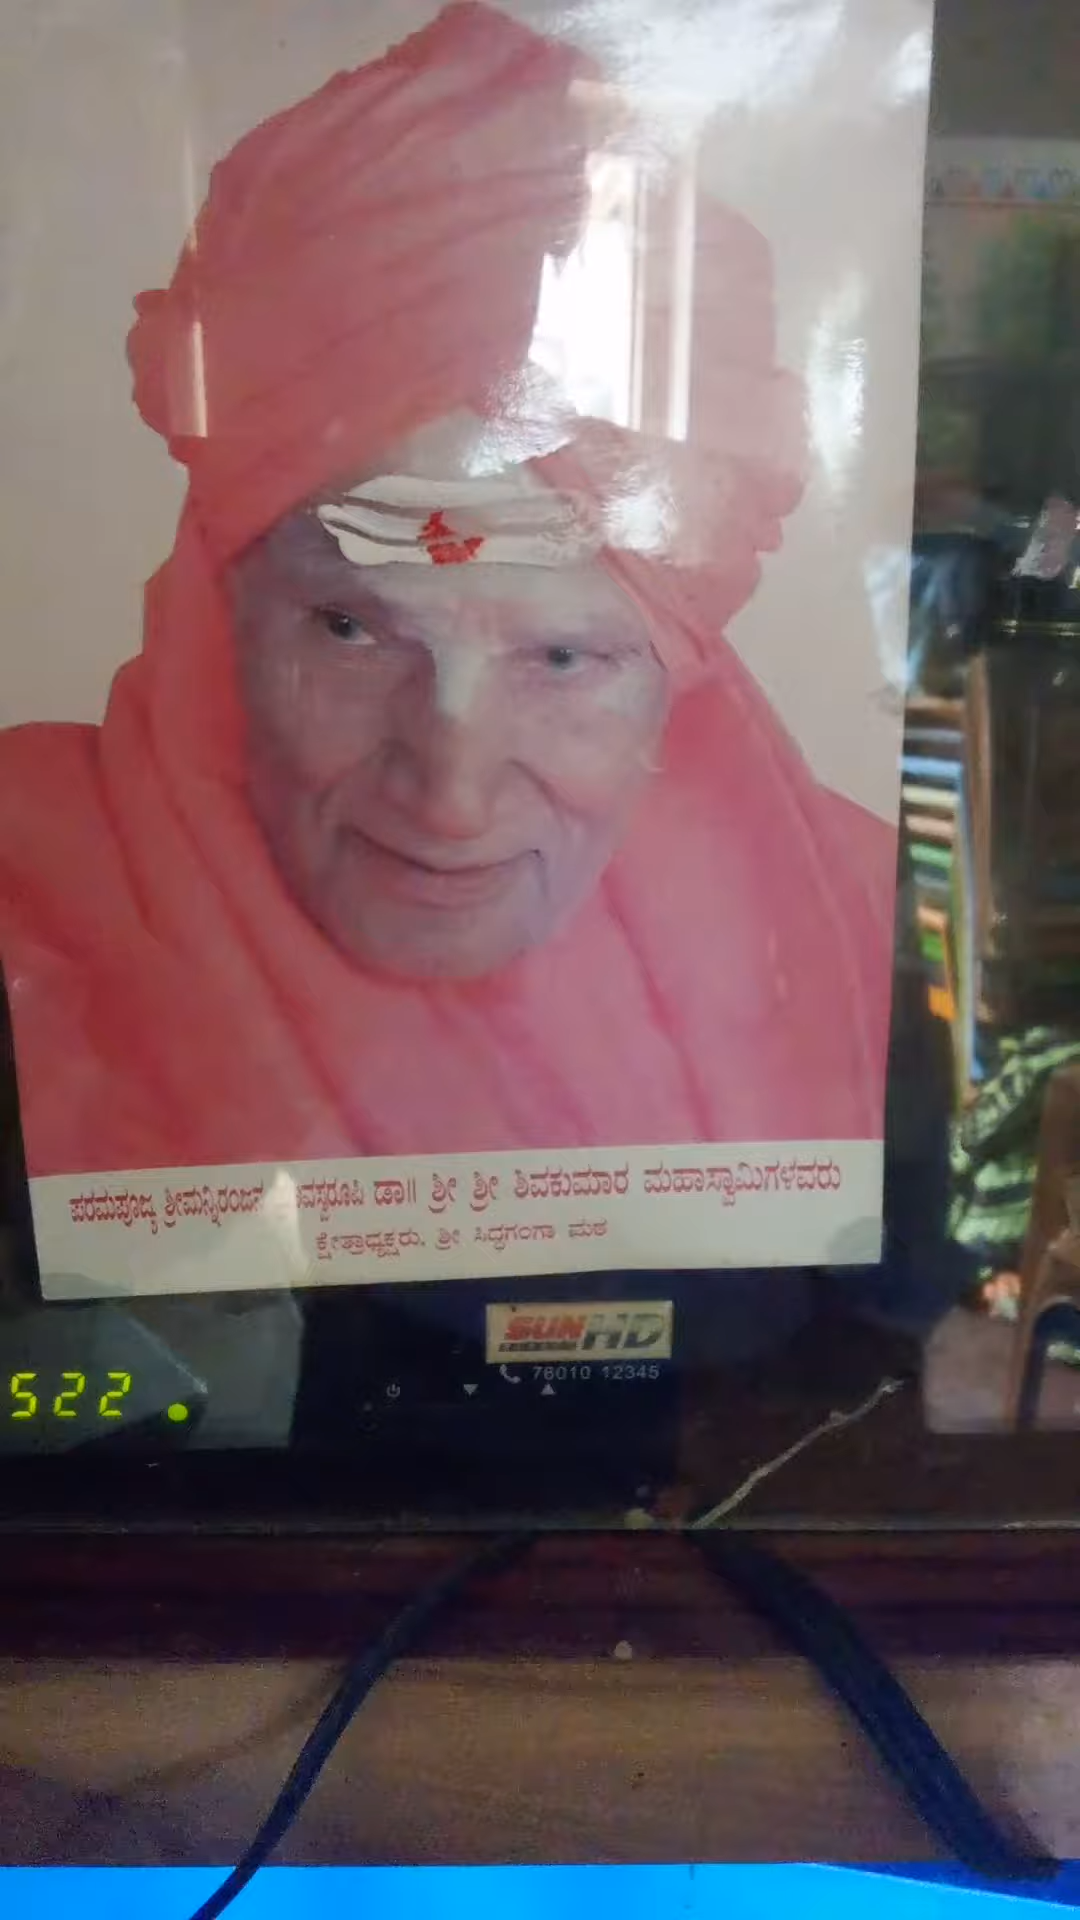 ಪರಮಪೂಜ್ಯ ಶ್ರೀಮನ್ನಿರಂಜನ ಡಾ॥ ಶ್ರೀ ಶ್ರೀ ಶಿವಕುಮಾರ ಮಹಾಸ್ವಾಮಿಗಳವರು
ಕ್ಷೇತ್ರಾಧ್ಯಕ್ಷರು, ಶ್ರೀ ಸಿದ್ಧಗಂಗಾ ಮಠ
SUN HD
76010 12345
522.